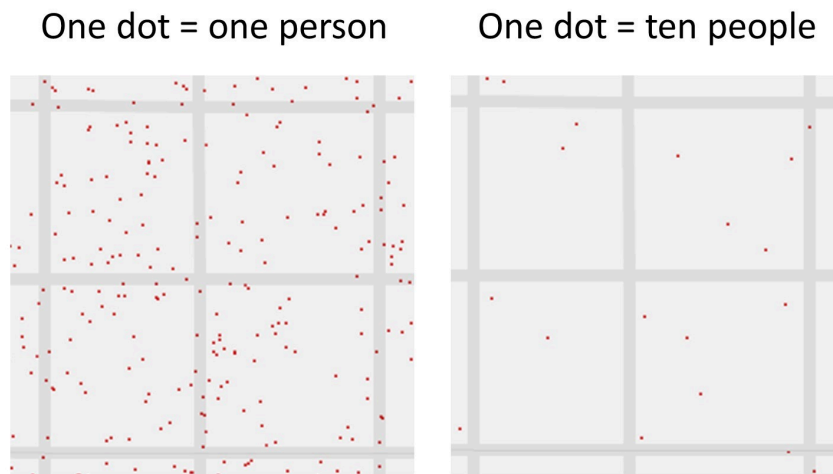 One dot = one person
One dot = ten people